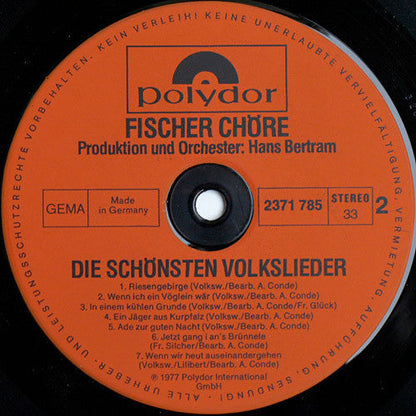 polydor
FISCHER CHÖRE
Produktion und Orchester: Hans Bertram
GEMA
Made in
Germany
2371 785
STEREO
33
2
DIE SCHÖNSTEN VOLKSLIEDER
1. Riesengebirge (Volksw./Bearb. A. Conde)
2. Wenn ich ein Vöglein wär (Volksw./Bearb. A. Conde)
3. In einem kühlen Grunde (Volksw./Bearb. A. Conde/Fr. Glück)
4. Ein Jäger aus Kurpfalz (Volksw./Bearb. A. Conde)
5. Ade zur guten Nacht (Volksw./Bearb. A. Conde)
6. Jetzt gang i an's Brünnele
(Fr. Silcher/Bearb. A. Conde)
7. Wenn wir heut auseinandergehen
(Volksw./Lilibert/Bearb. A. Conde)
℗ 1977 Polydor International
GmbH
ALLE URHEBER- UND LEISTUNGSSCHUTZRECHTE VORBEHALTEN· KEIN VERLEIH! KEINE UNERLAUBTE VERVIELFÄLTIGUNG, VERMIETUNG, AUFFÜHRUNG, SENDUNG!